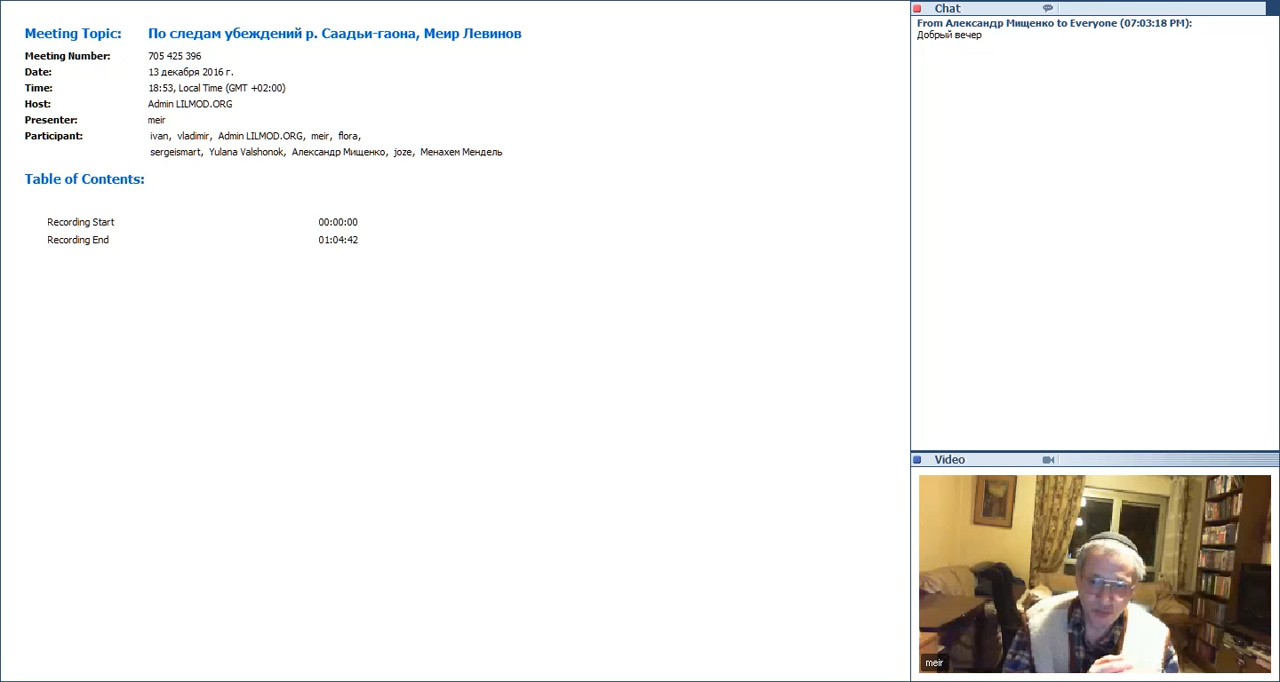 Meeting Topic: По следам убеждений р. Саадьи-гаона, Меир Левинов
Meeting Number: 705 425 396
Date: 13 декабря 2016 г.
Time: 18:53, Local Time (GMT +02:00)
Host: Admin LILMOD.ORG
Presenter: meir
Participant: ivan, vladimir, Admin LILMOD.ORG, meir, flora,
sergeismart, Yulana Valshonok, Александр Мищенко, joze, Менахем Мендель
Table of Contents:
Recording Start 00:00:00
Recording End 01:04:42
Chat
From Александр Мищенко to Everyone (07:03:18 PM):
Добрый вечер
Video
meir